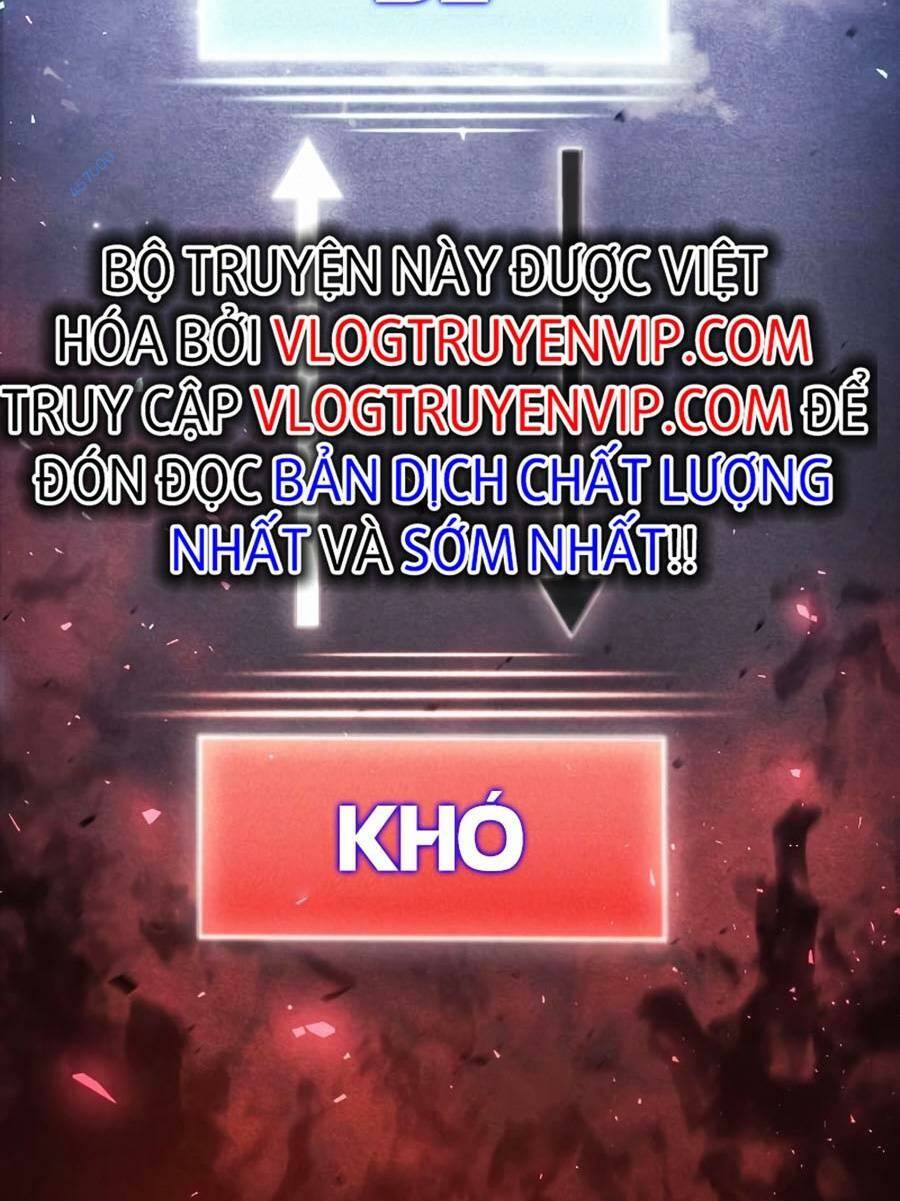 BỘ TRUYỆN NÀY ĐƯỢC VIỆT
HÓA BỞI VLOGTRUYENVIP.COM
TRUY CẬP VLOGTRUYENVIP.COM ĐỂ
ĐÓN ĐỌC BẢN DỊCH CHẤT LƯỢNG
NHẤT VÀ SỚM NHẤT!!
KHÓ